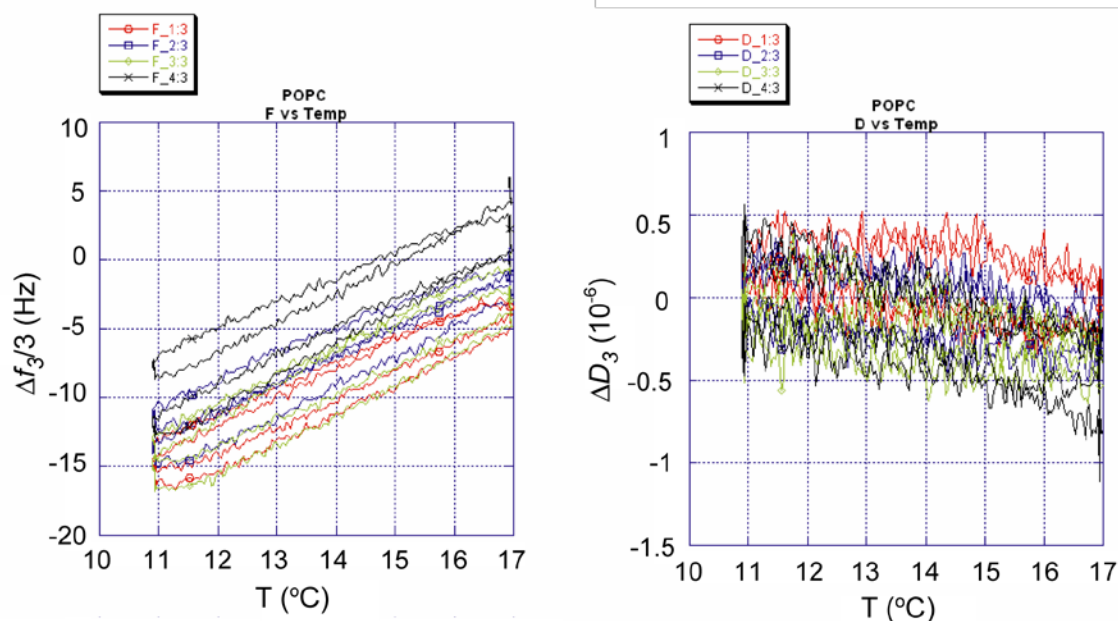 F_1:3
F_2:3
F_3:3
F_4:3
POPC
F vs Temp
10
5
0
-5
-10
-15
-20
Δf₃/3 (Hz)
10 11 12 13 14 15 16 17
T (ºC)
D_1:3
D_2:3
D_3:3
D_4:3
POPC
D vs Temp
1
0.5
0
-0.5
-1
-1.5
ΔD₃ (10⁻⁶)
10 11 12 13 14 15 16 17
T (ºC)